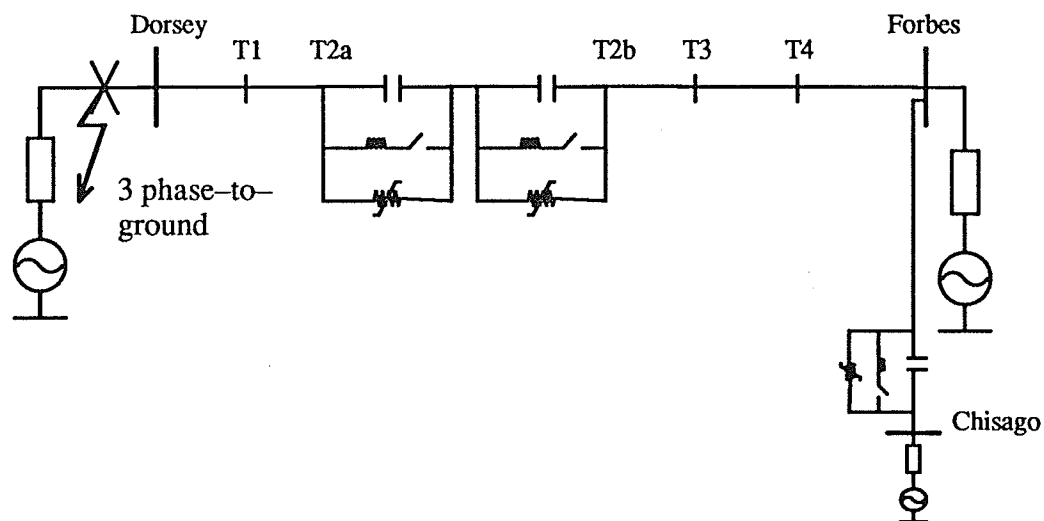 Dorsey
T1
T2a
T2b
T3
T4
Forbes
3 phase–to–
ground
Chisago